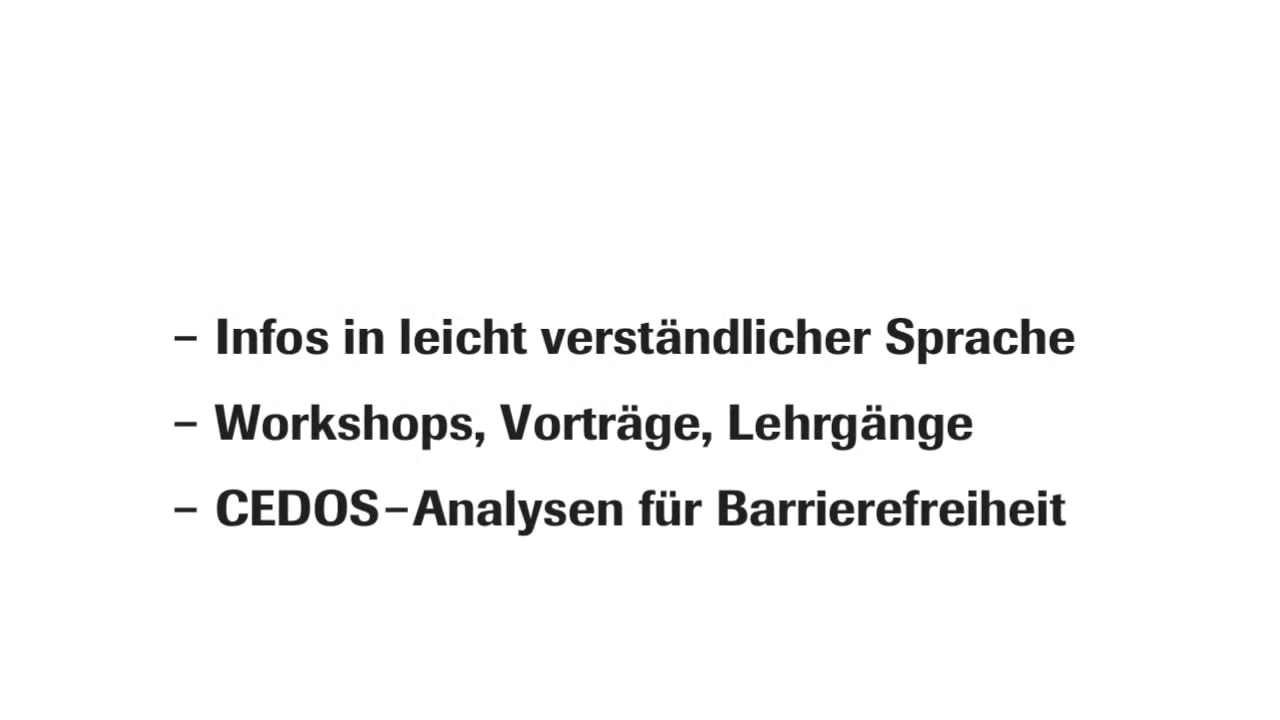 – Infos in leicht verständlicher Sprache
– Workshops, Vorträge, Lehrgänge
– CEDOS–Analysen für Barrierefreiheit